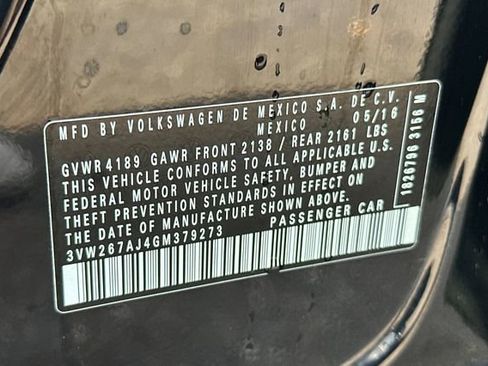 MFD BY VOLKSWAGEN DE MEXICO S.A. DE C.V.
MEXICO 05/16
GVWR 4189 GAWR FRONT 2138 / REAR 2161 LBS
THIS VEHICLE CONFORMS TO ALL APPLICABLE U.S.
FEDERAL MOTOR VEHICLE SAFETY, BUMPER AND
THEFT PREVENTION STANDARDS IN EFFECT ON
THE DATE OF MANUFACTURE SHOWN ABOVE.
3VW267AJ4GM379273 PASSENGER CAR
1636796 3166 M